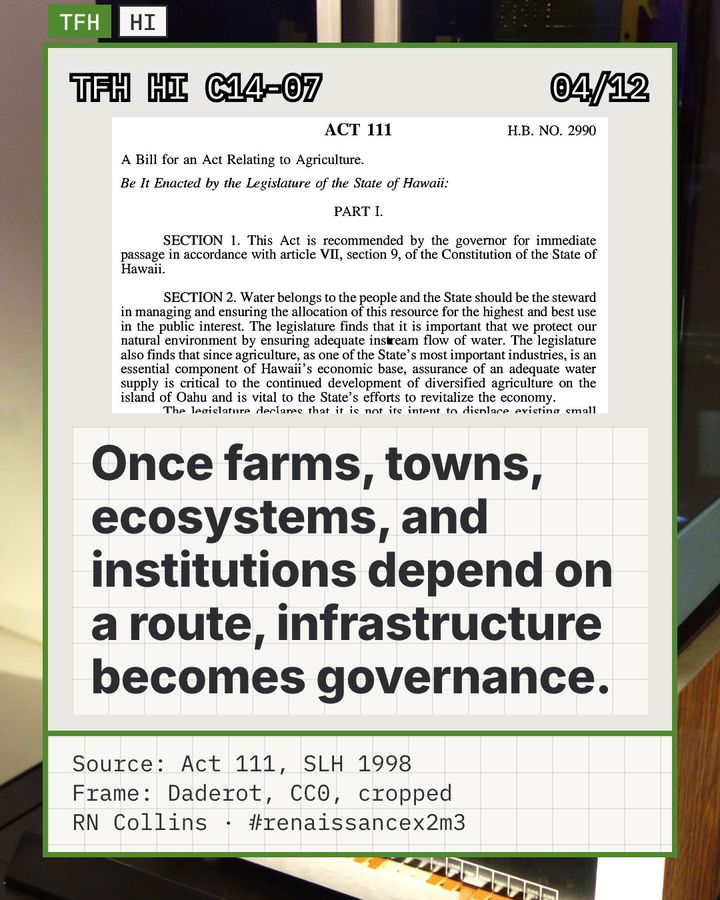 TFH HI
TFH HI C14-07 04/12
ACT 111 H.B. NO. 2990
A Bill for an Act Relating to Agriculture.
Be It Enacted by the Legislature of the State of Hawaii:
PART I.
SECTION 1. This Act is recommended by the governor for immediate
passage in accordance with article VII, section 9, of the Constitution of the State of
Hawaii.
SECTION 2. Water belongs to the people and the State should be the steward
in managing and ensuring the allocation of this resource for the highest and best use
in the public interest. The legislature finds that it is important that we protect our
natural environment by ensuring adequate instream flow of water. The legislature
also finds that since agriculture, as one of the State's most important industries, is an
essential component of Hawaii's economic base, assurance of an adequate water
supply is critical to the continued development of diversified agriculture on the
island of Oahu and is vital to the State's efforts to revitalize the economy.
The legislature declares that it is not its intent to displace existing small
Once farms, towns,
ecosystems, and
institutions depend on
a route, infrastructure
becomes governance.
Source: Act 111, SLH 1998
Frame: Daderot, CC0, cropped
RN Collins · #renaissancex2m3